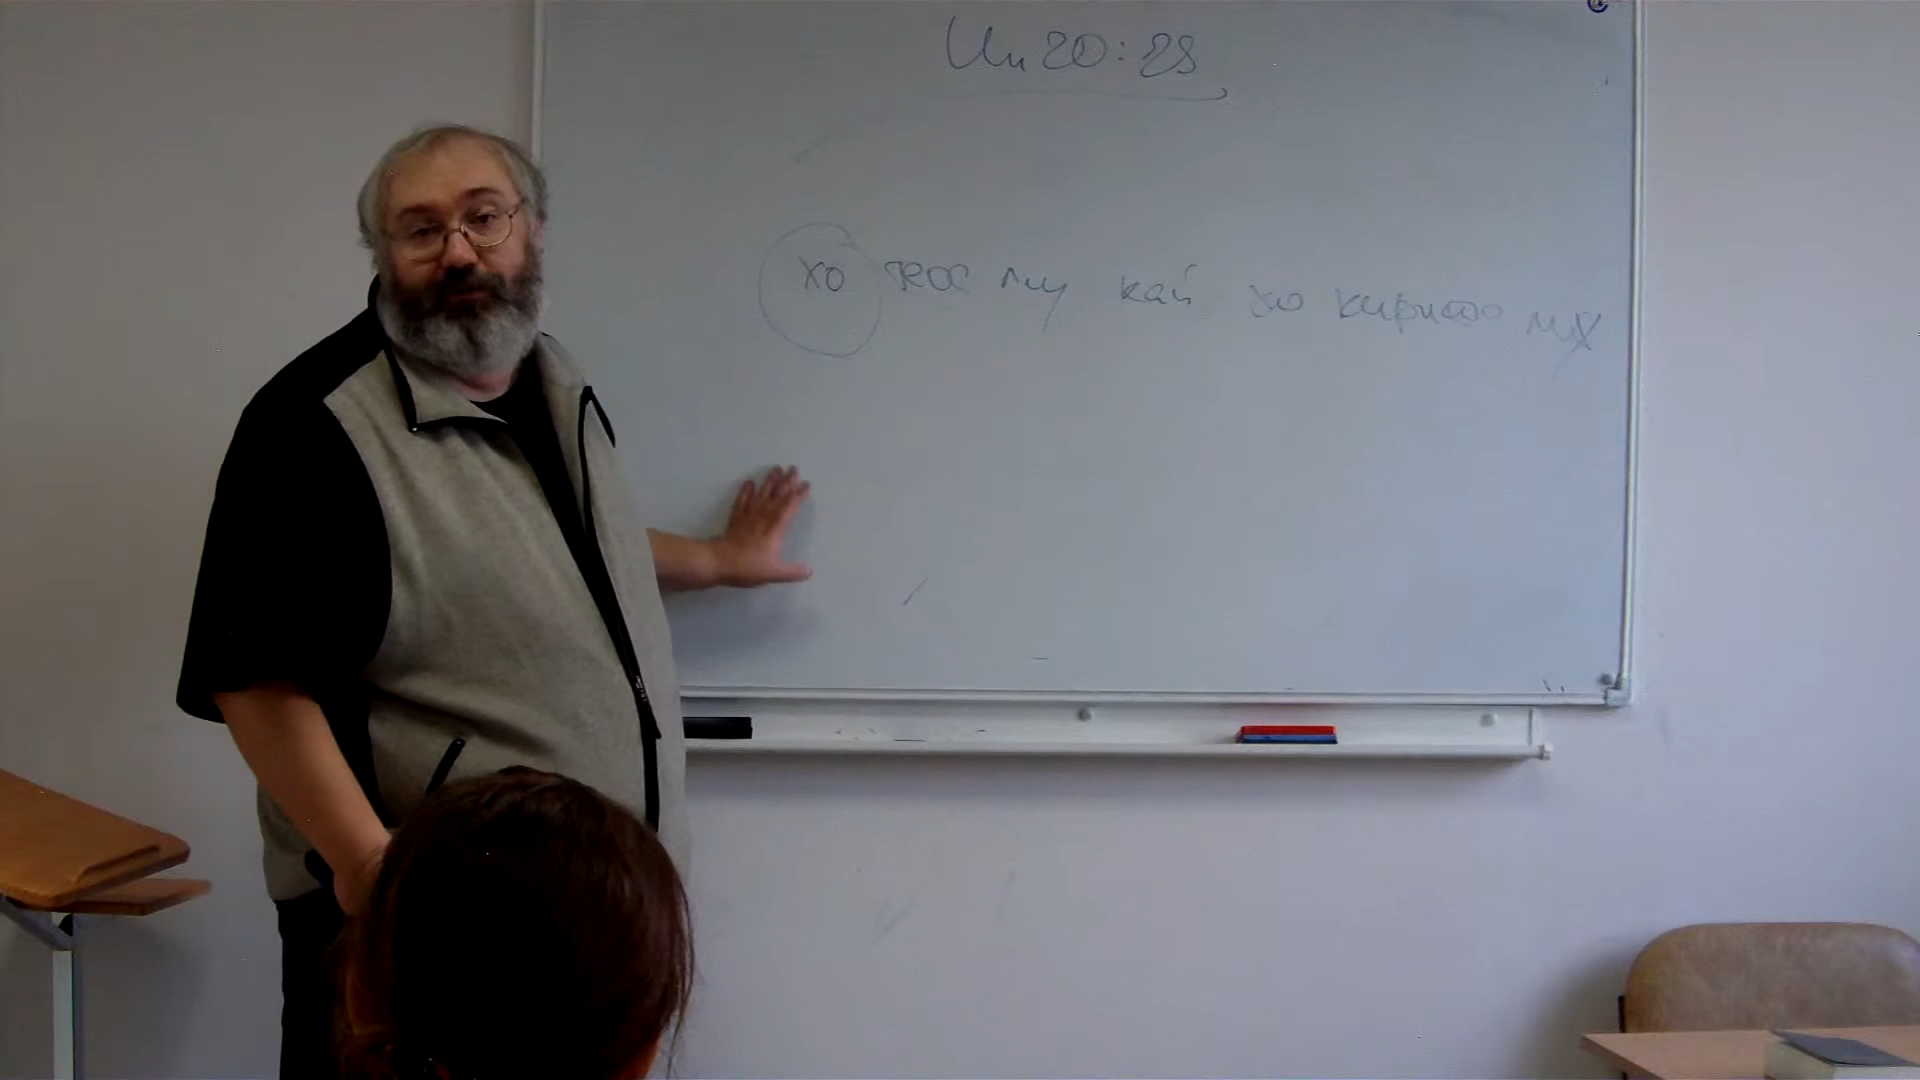 Ин 20:28
хо теос му кай хо кириос му